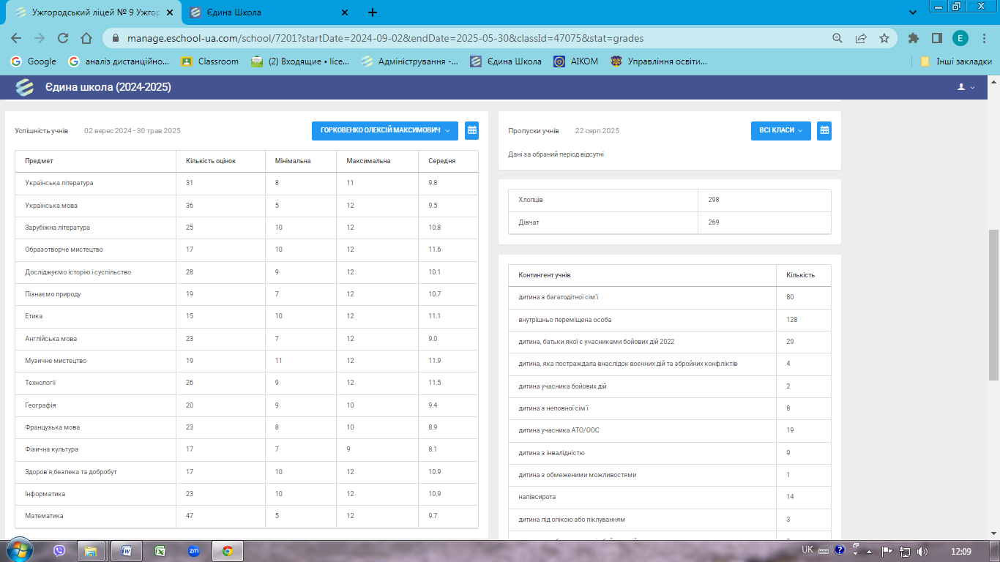 Ужгородський ліцей № 9 Ужгор
Єдина Школа
manage.eschool-ua.com/school/7201?startDate=2024-09-02&endDate=2025-05-30&classId=47075&stat=grades
E
Google
аналіз дистанційно...
Classroom
(2) Входящие • lice...
Адміністрування -...
Єдина Школа
АІКОМ
Управління освіти...
Інші закладки
Єдина школа (2024-2025)
Успішність учнів 02 верес 2024 - 30 трав 2025 ГОРКОВЕНКО ОЛЕКСІЙ МАКСИМОВИЧ
Предмет Кількість оцінок Мінімальна Максимальна Середня
Українська література 31 8 11 9.8
Українська мова 36 5 12 9.5
Зарубіжна література 25 10 12 10.8
Образотворче мистецтво 17 10 12 11.6
Досліджуємо історію і суспільство 28 9 12 10.1
Пізнаємо природу 19 7 12 10.7
Етика 15 10 12 11.1
Англійська мова 23 7 12 9.0
Музичне мистецтво 19 11 12 11.9
Технології 26 9 12 11.5
Географія 20 9 10 9.4
Французька мова 23 8 10 8.9
Фізична культура 17 7 9 8.1
Здоров'я,безпека та добробут 17 10 12 10.9
Інформатика 23 10 12 10.9
Математика 47 5 12 9.7
Пропуски учнів 22 серп 2025 ВСІ КЛАСИ
Дані за обраний період відсутні
Хлопців 298
Дівчат 269
Контингент учнів Кількість
дитина з багатодітної сім'ї 80
внутрішньо переміщена особа 128
дитина, батьки якої є учасниками бойових дій 2022 29
дитина, яка постраждала внаслідок воєнних дій та збройних конфліктів 4
дитина учасника бойових дій 2
дитина з неповної сім'ї 8
дитина учасника АТО/ООС 19
дитина з інвалідністю 9
дитина з обмеженими можливостями 1
напівсирота 14
дитина під опікою або піклуванням 3
zm
UK
12:09